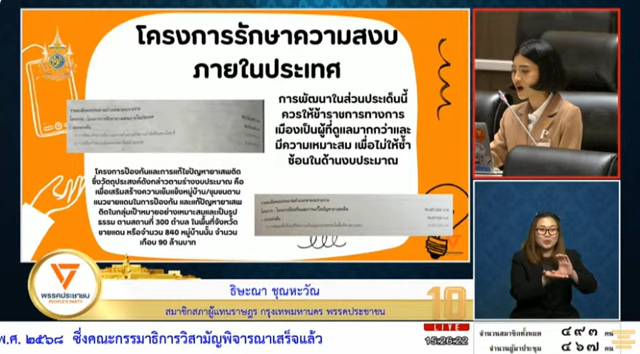 โครงการรักษาความสงบ
ภายในประเทศ
การพัฒนาในส่วนประเด็นนี้
ควรให้ข้าราชการทางการ
เมืองเป็นผู้ที่ดูแลมากกว่าและ
มีความเหมาะสม เพื่อไม่ให้ซ้ำ
ซ้อนในด้านงบประมาณ
โครงการป้องกันและการแก้ไขปัญหายาเสพติด
ซึ่งวัตถุประสงค์ดังกล่าวตามร่างงบประมาณ คือ
เพื่อเสริมสร้างความเข้มแข็งหมู่บ้าน/ชุมชนตาม
แนวชายแดนในการป้องกัน และแก้ปัญหายาเสพ
ติดในกลุ่มเป้าหมายอย่างเหมาะสมและเป็นรูป
ธรรม ตามสถานที่ 300 ตำบล ในพื้นที่จังหวัด
ชายแดน หรือจำนวน 840 หมู่บ้านนั้น จำนวน
เกือบ 90 ล้านบาท
พรรคประชาชน
PEOPLE'S PARTY
ธิษะณา ชุณหะวัณ
สมาชิกสภาผู้แทนราษฎร กรุงเทพมหานคร พรรคประชาชน
10
LIVE
15:26:22
พ.ศ. ๒๕๖๘ ซึ่งคณะกรรมาธิการวิสามัญพิจารณาเสร็จแล้ว
จำนวนสมาชิกทั้งหมด ๔๙๓ คน
จำนวนผู้มาประชุม ๔๖๗ คน